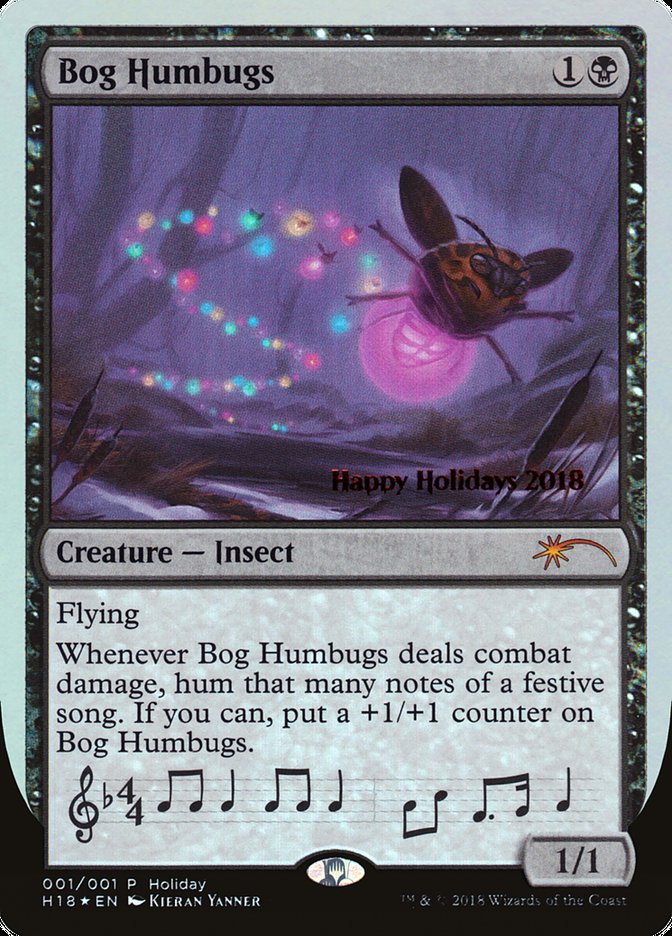 Bog Humbugs 1
Happy Holidays 2018
Creature — Insect
Flying
Whenever Bog Humbugs deals combat
damage, hum that many notes of a festive
song. If you can, put a +1/+1 counter on
Bog Humbugs.
4/4
1/1
001/001 P Holiday
H18★EN KIERAN YANNER
™ & © 2018 Wizards of the Coast